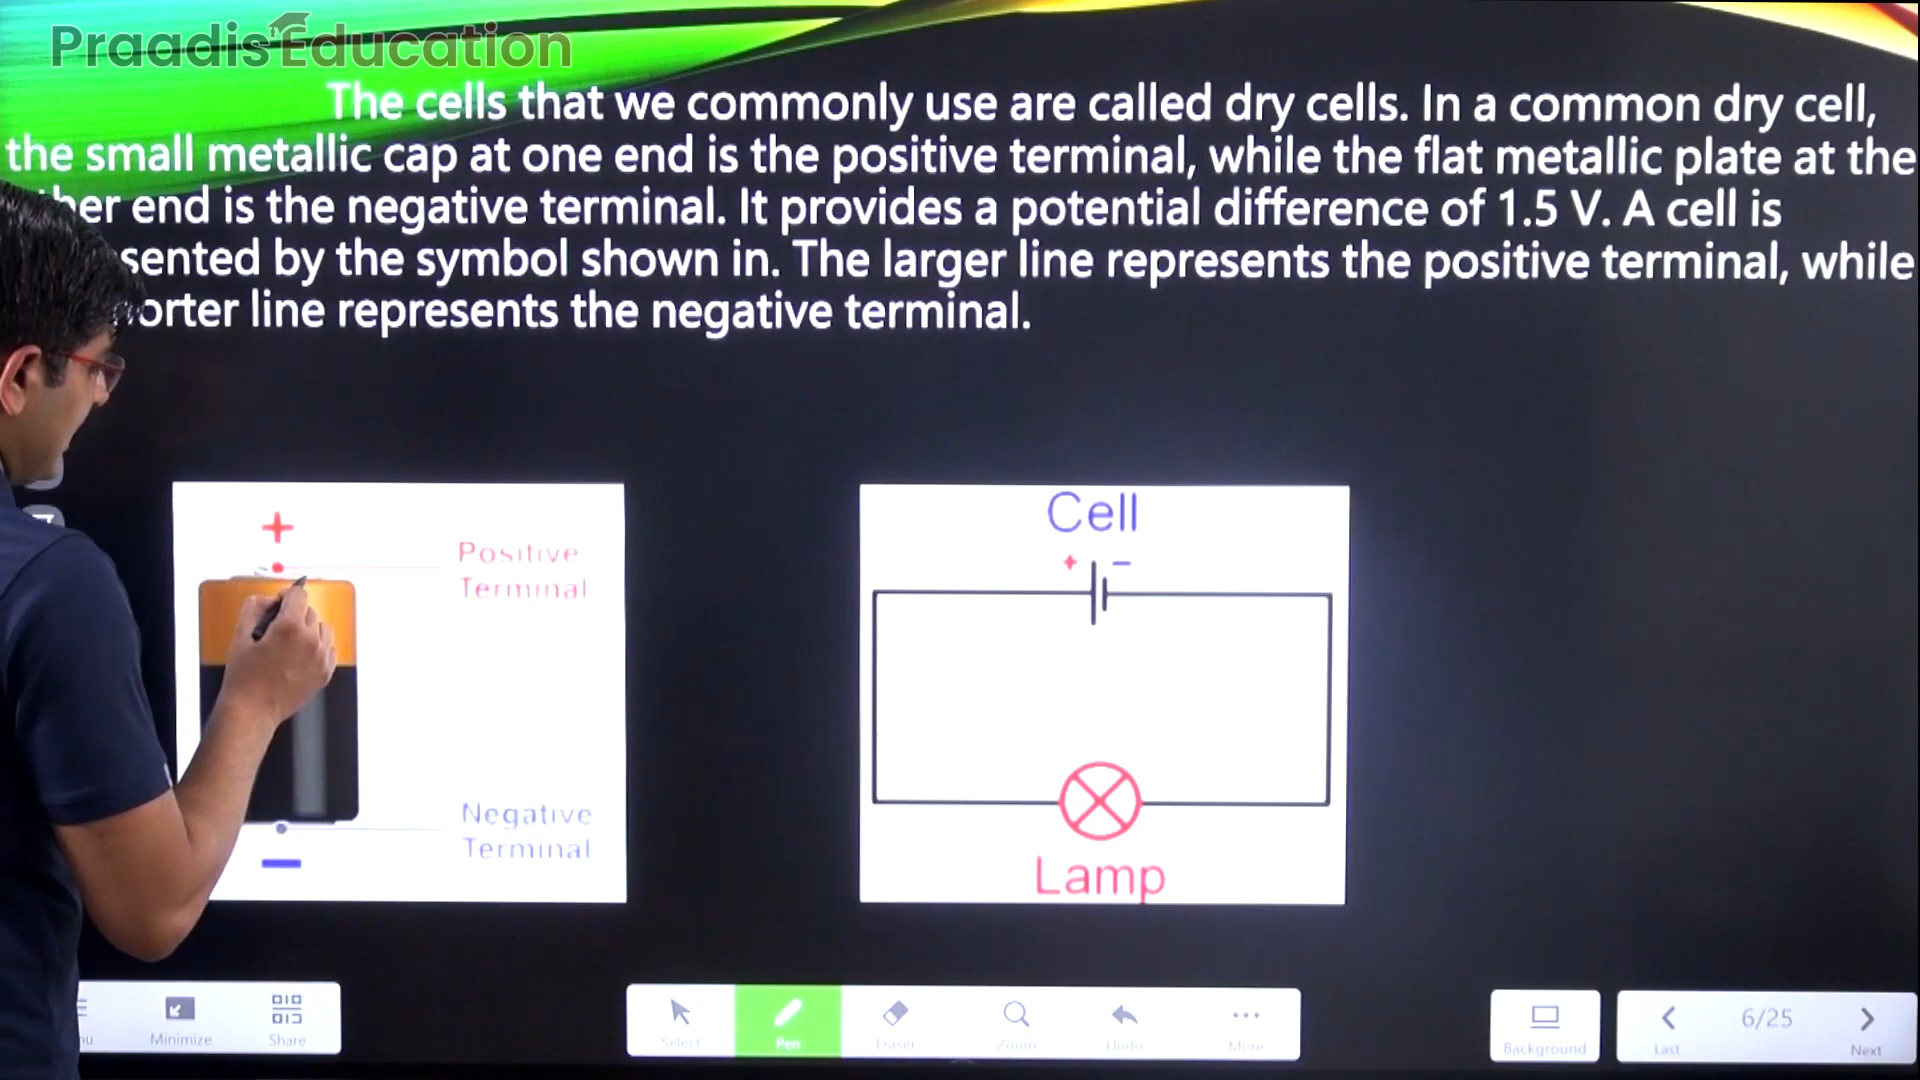 Praadis Education
The cells that we commonly use are called dry cells. In a common dry cell,
the small metallic cap at one end is the positive terminal, while the flat metallic plate at the
end is the negative terminal. It provides a potential difference of 1.5 V. A cell is
by the symbol shown in. The larger line represents the positive terminal, while
line represents the negative terminal.
+
Positive
Terminal
Negative
Terminal
−
Cell
+ −
Lamp
Minimize
Share
Select
Pen
Eraser
Zoom
Undo
More
Background
6/25
Last
Next